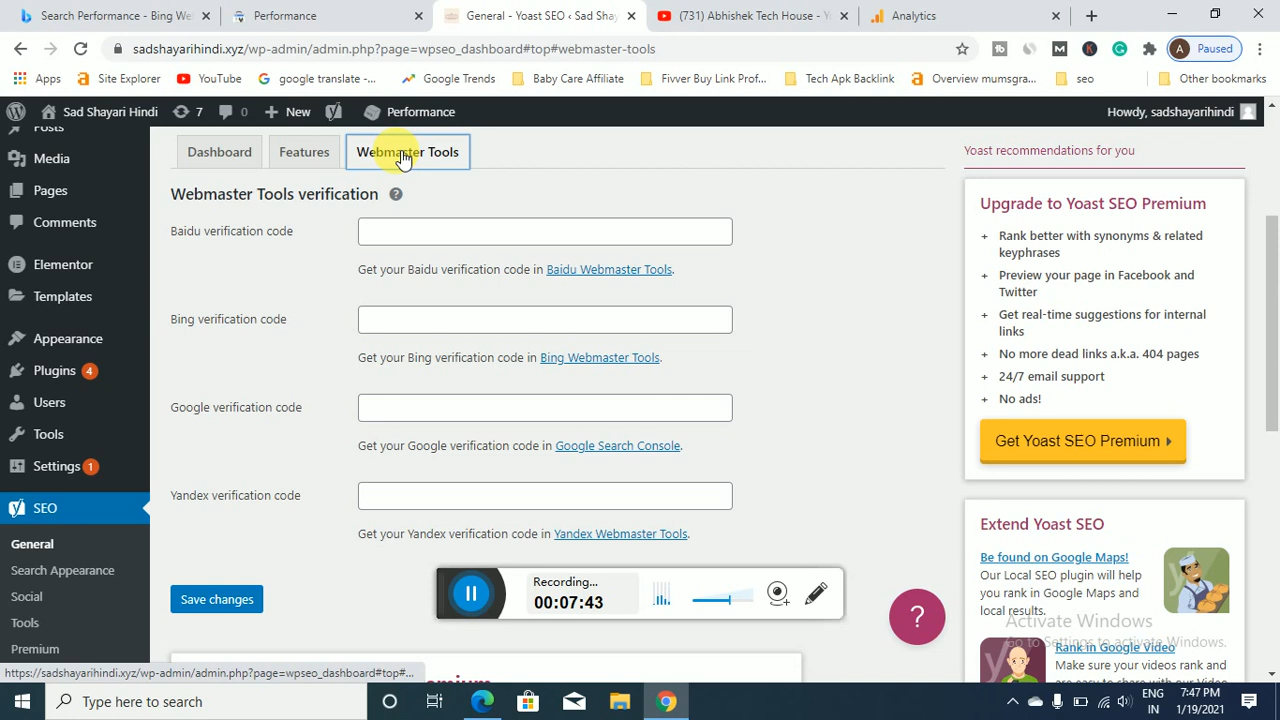 Search Performance - Bing We
Performance
General - Yoast SEO ‹ Sad Shay
(731) Abhishek Tech House - Y
Analytics
sadshayarihindi.xyz/wp-admin/admin.php?page=wpseo_dashboard#top#webmaster-tools
A Paused
Apps
Site Explorer
YouTube
google translate -...
Google Trends
Baby Care Affiliate
Fivver Buy Link Prof...
Tech Apk Backlink
Overview mumsgra...
seo
Other bookmarks
Sad Shayari Hindi
7
0
New
Performance
Howdy, sadshayarihindi
Posts
Media
Pages
Comments
Elementor
Templates
Appearance
Plugins 4
Users
Tools
Settings 1
SEO
General
Search Appearance
Social
Tools
Premium
Dashboard
Features
Webmaster Tools
Webmaster Tools verification ?
Baidu verification code
Get your Baidu verification code in Baidu Webmaster Tools.
Bing verification code
Get your Bing verification code in Bing Webmaster Tools.
Google verification code
Get your Google verification code in Google Search Console.
Yandex verification code
Get your Yandex verification code in Yandex Webmaster Tools.
Save changes
Recording...
00:07:43
?
Yoast recommendations for you
Upgrade to Yoast SEO Premium
+ Rank better with synonyms & related
keyphrases
+ Preview your page in Facebook and
Twitter
+ Get real-time suggestions for internal
links
+ No more dead links a.k.a. 404 pages
+ 24/7 email support
+ No ads!
Get Yoast SEO Premium
Extend Yoast SEO
Be found on Google Maps!
Our Local SEO plugin will help
you rank in Google Maps and
local results.
Activate Windows
Go to Settings to activate Windows.
Rank in Google Video
Make sure your videos rank and
https://sadshayarihindi.xyz/wp-admin/admin.php?page=wpseo_dashboard#top#...
Type here to search
ENG
IN
7:47 PM
1/19/2021